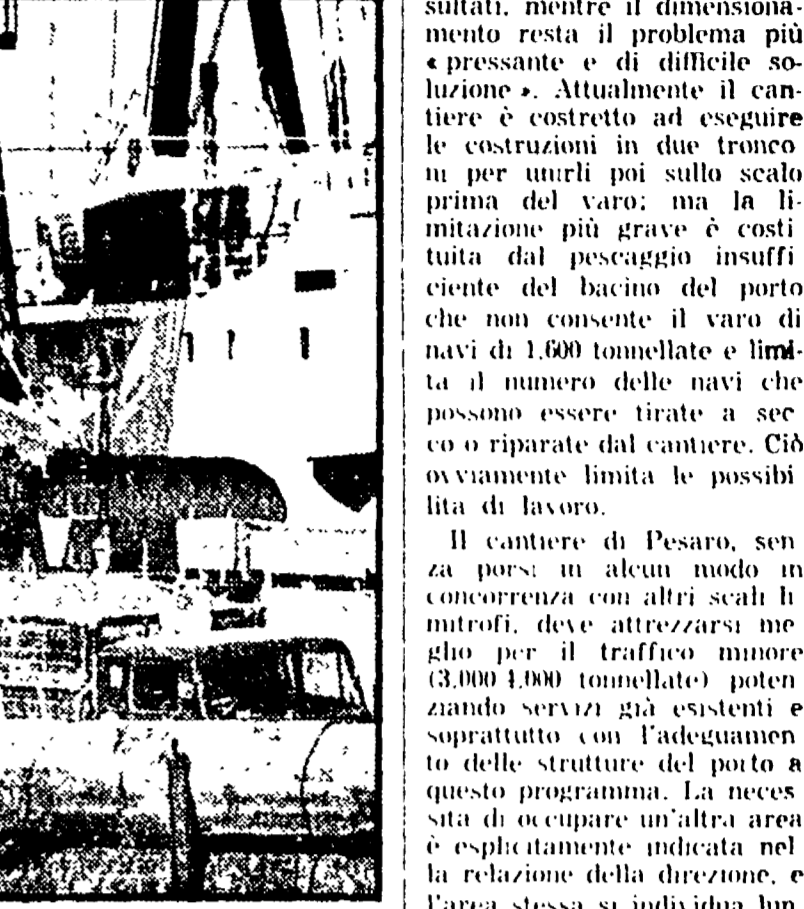 sultati, mentre il dimensiona-
mento resta il problema più
« pressante e di difficile so-
luzione ». Attualmente il can-
tiere è costretto ad eseguire
le costruzioni in due tronco
ni per unirli poi sullo scalo
prima del varo; ma la li-
mitazione più grave è costi
tuita dal pescaggio insuffi
ciente del bacino del porto
che non consente il varo di
navi di 1.600 tonnellate e limi-
ta il numero delle navi che
possono essere tirate a sec
co o riparate dal cantiere. Ciò
ovviamente limita le possibi
lita di lavoro.
Il cantiere di Pesaro, sen
za porsi in alcun modo in
concorrenza con altri scali li
mitrofi, deve attrezzarsi me
glio per il traffico minore
(3.000 4.000 tonnellate) poten
ziando servizi già esistenti e
soprattutto con l'adeguamen
to delle strutture del porto a
questo programma. La neces
sita di occupare un'altra area
è esplicitamente indicata nel
la relazione della direzione, e
l'area stessa si individua lun